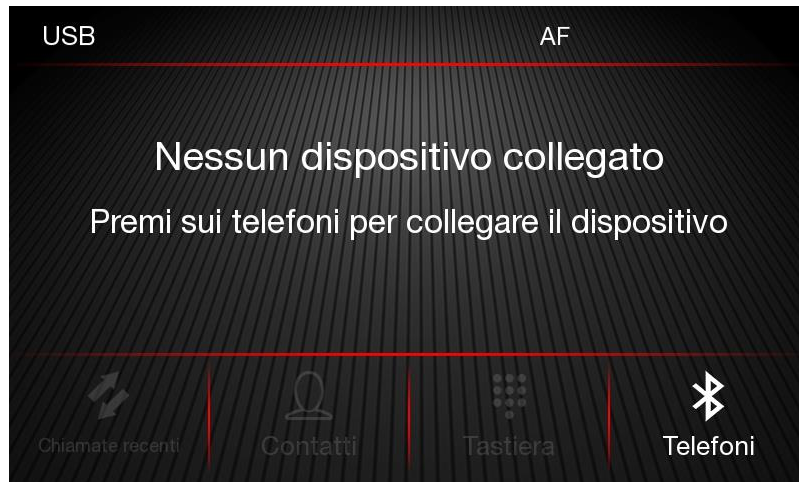 USB AF
Nessun dispositivo collegato
Premi sui telefoni per collegare il dispositivo
Chiamate recenti Contatti Tastiera Telefoni